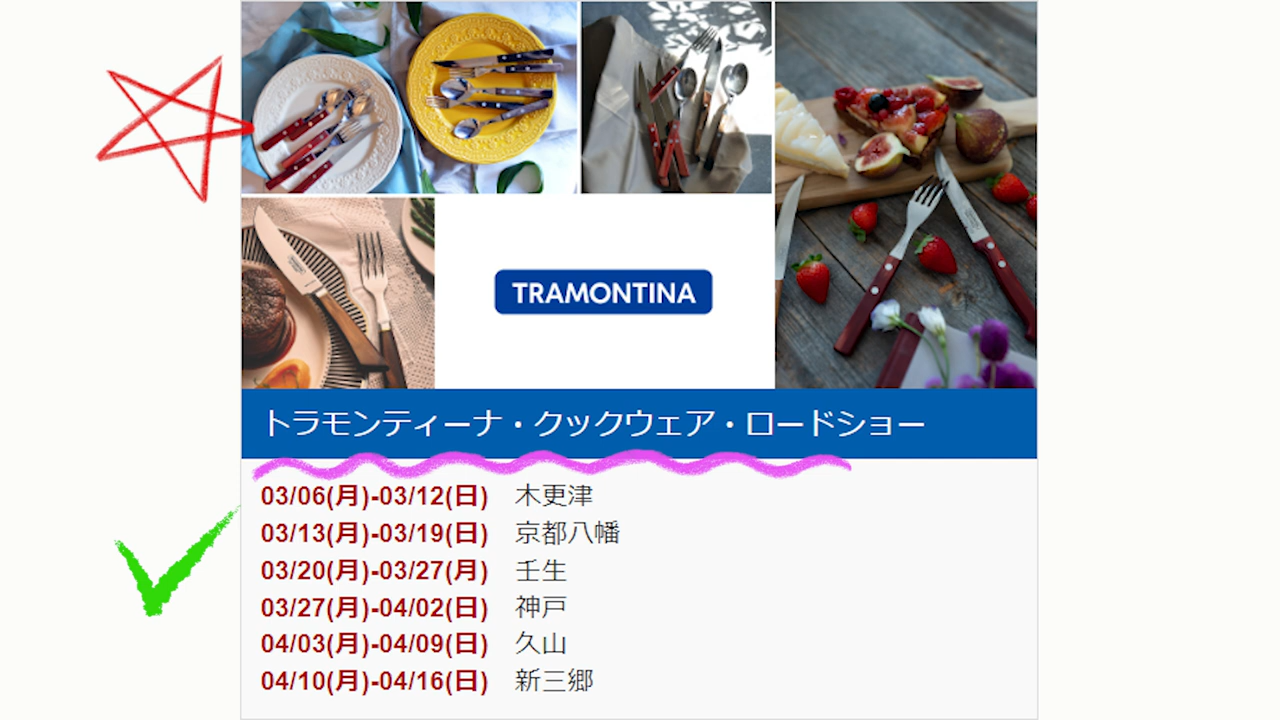 TRAMONTINA
トラモンティーナ・クックウェア・ロードショー
03/06(月)-03/12(日) 木更津
03/13(月)-03/19(日) 京都八幡
03/20(月)-03/27(月) 壬生
03/27(月)-04/02(日) 神戸
04/03(月)-04/09(日) 久山
04/10(月)-04/16(日) 新三郷